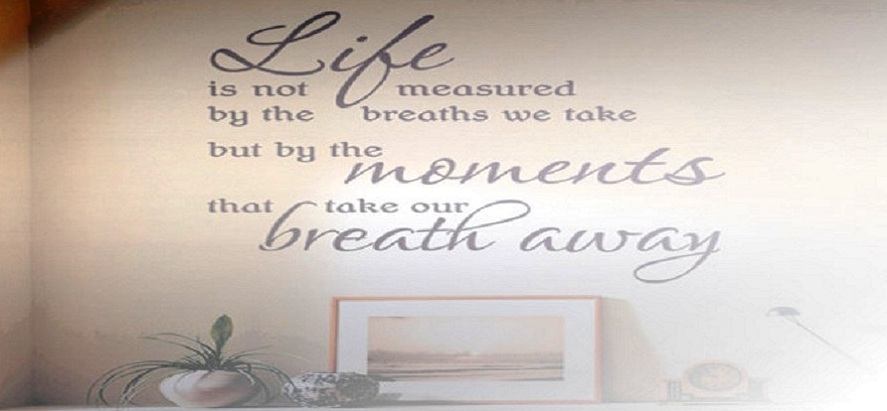 Life
is not measured
by the breaths we take
but by the moments
that take our
breath away